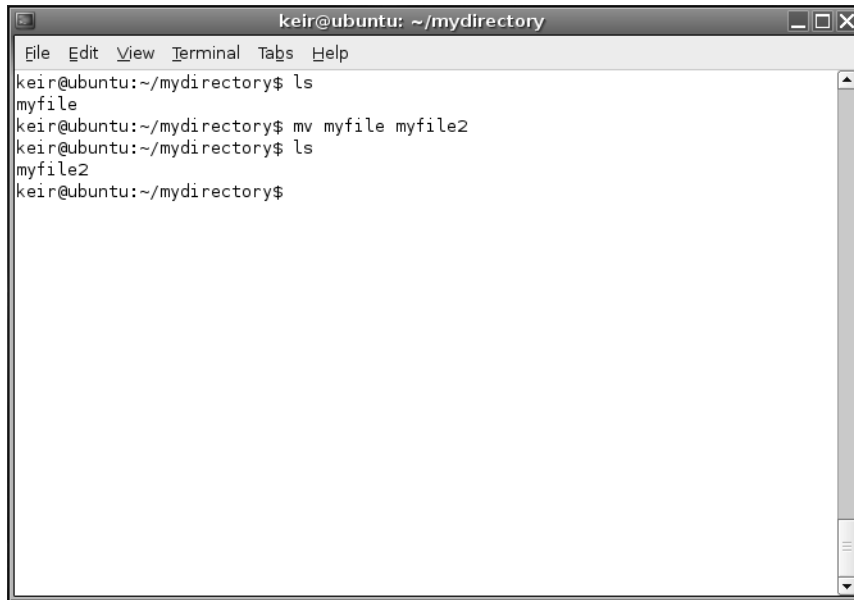 keir@ubuntu: ~/mydirectory
File Edit View Terminal Tabs Help
keir@ubuntu:~/mydirectory$ ls
myfile
keir@ubuntu:~/mydirectory$ mv myfile myfile2
keir@ubuntu:~/mydirectory$ ls
myfile2
keir@ubuntu:~/mydirectory$